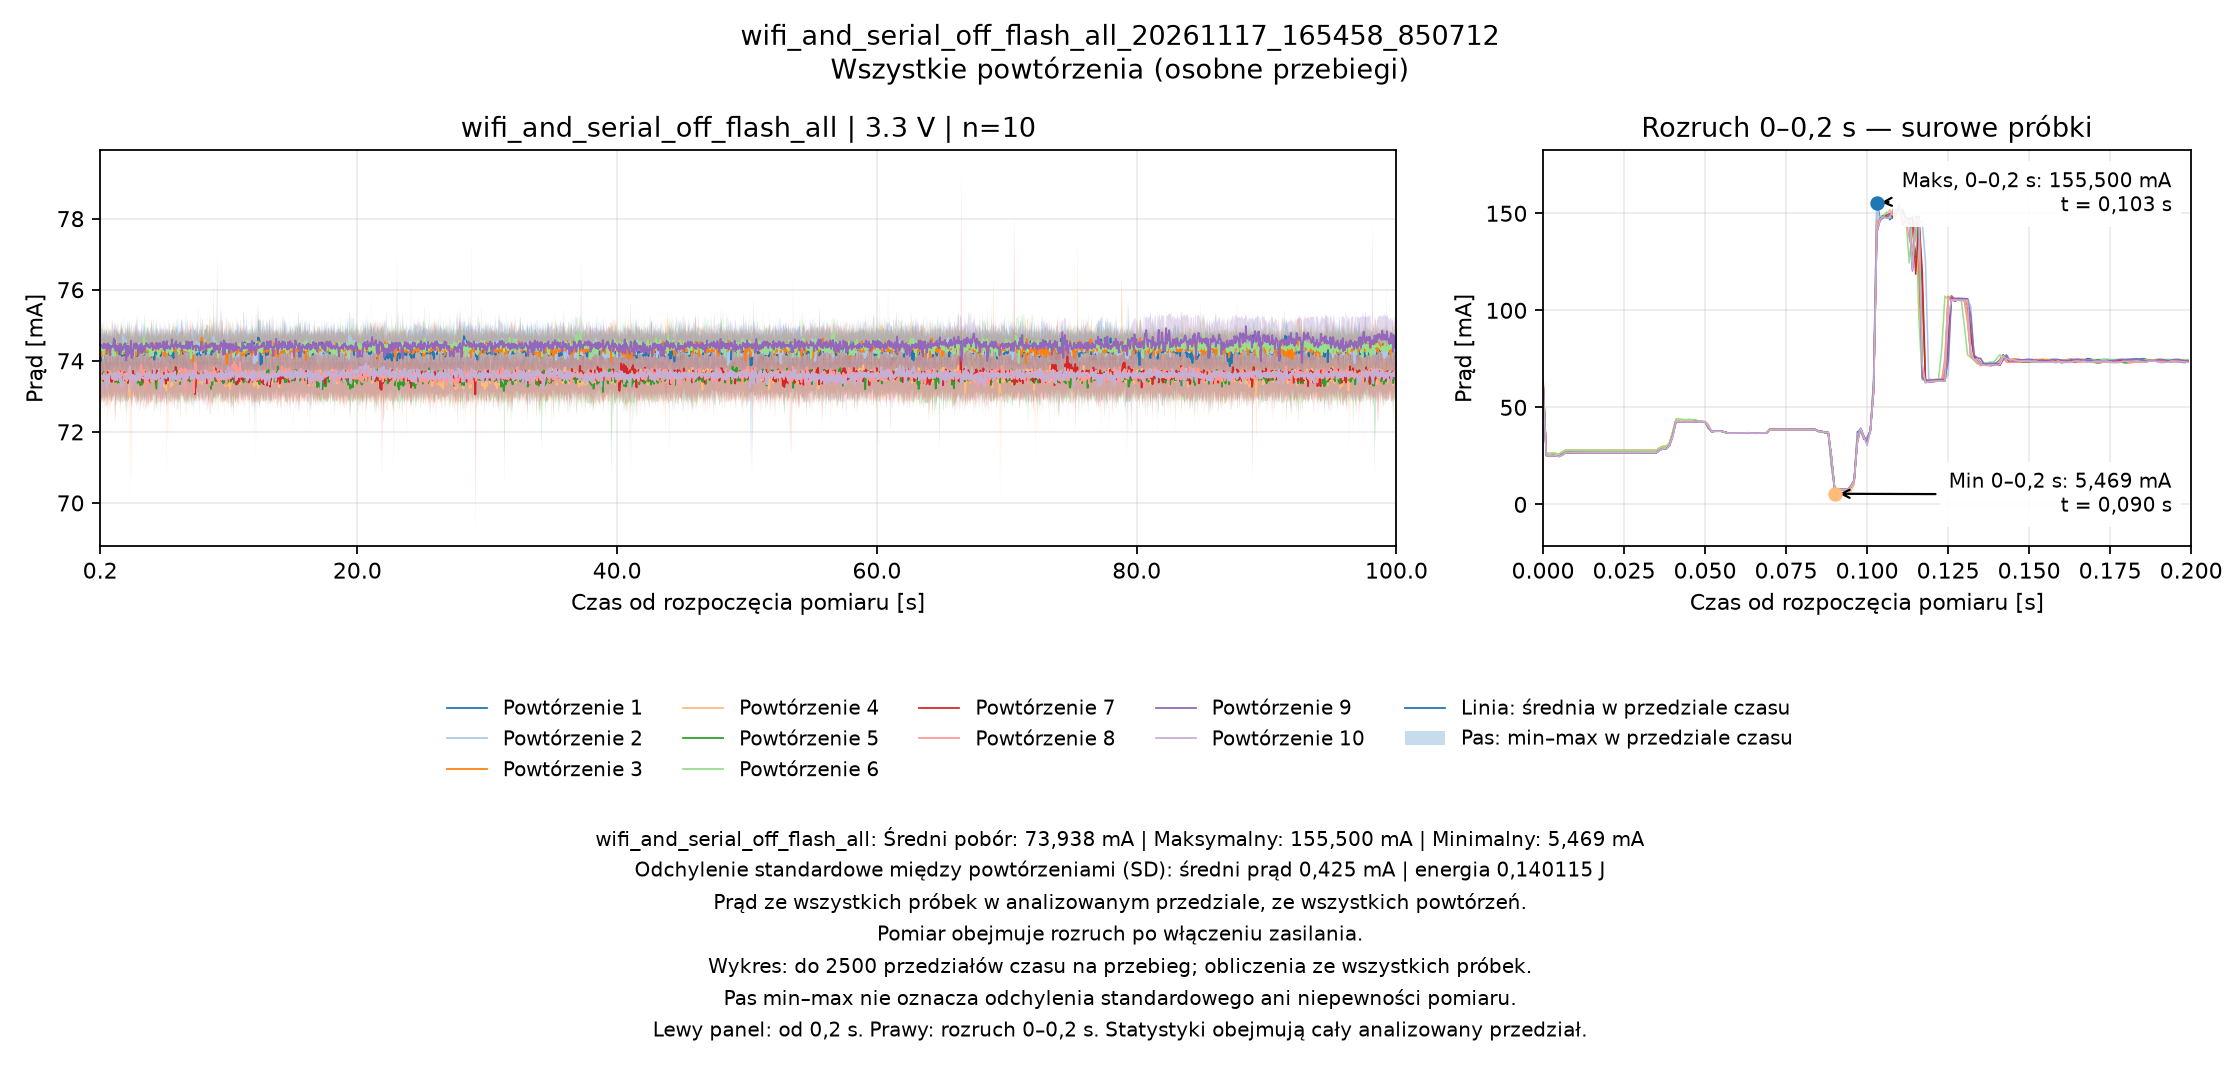 wifi_and_serial_off_flash_all_20261117_165458_850712
Wszystkie powtórzenia (osobne przebiegi)
wifi_and_serial_off_flash_all | 3.3 V | n=10
Prąd [mA]
78
76
74
72
70
0.2
20.0
40.0
60.0
80.0
100.0
Czas od rozpoczęcia pomiaru [s]
Rozruch 0–0,2 s — surowe próbki
Prąd [mA]
150
100
50
0
Maks, 0–0,2 s: 155,500 mA
t = 0,103 s
Min 0–0,2 s: 5,469 mA
t = 0,090 s
0.000
0.025
0.050
0.075
0.100
0.125
0.150
0.175
0.200
Czas od rozpoczęcia pomiaru [s]
Powtórzenie 1
Powtórzenie 2
Powtórzenie 3
Powtórzenie 4
Powtórzenie 5
Powtórzenie 6
Powtórzenie 7
Powtórzenie 8
Powtórzenie 9
Powtórzenie 10
Linia: średnia w przedziale czasu
Pas: min–max w przedziale czasu
wifi_and_serial_off_flash_all: Średni pobór: 73,938 mA | Maksymalny: 155,500 mA | Minimalny: 5,469 mA
Odchylenie standardowe między powtórzeniami (SD): średni prąd 0,425 mA | energia 0,140115 J
Prąd ze wszystkich próbek w analizowanym przedziale, ze wszystkich powtórzeń.
Pomiar obejmuje rozruch po włączeniu zasilania.
Wykres: do 2500 przedziałów czasu na przebieg; obliczenia ze wszystkich próbek.
Pas min–max nie oznacza odchylenia standardowego ani niepewności pomiaru.
Lewy panel: od 0,2 s. Prawy: rozruch 0–0,2 s. Statystyki obejmują cały analizowany przedział.